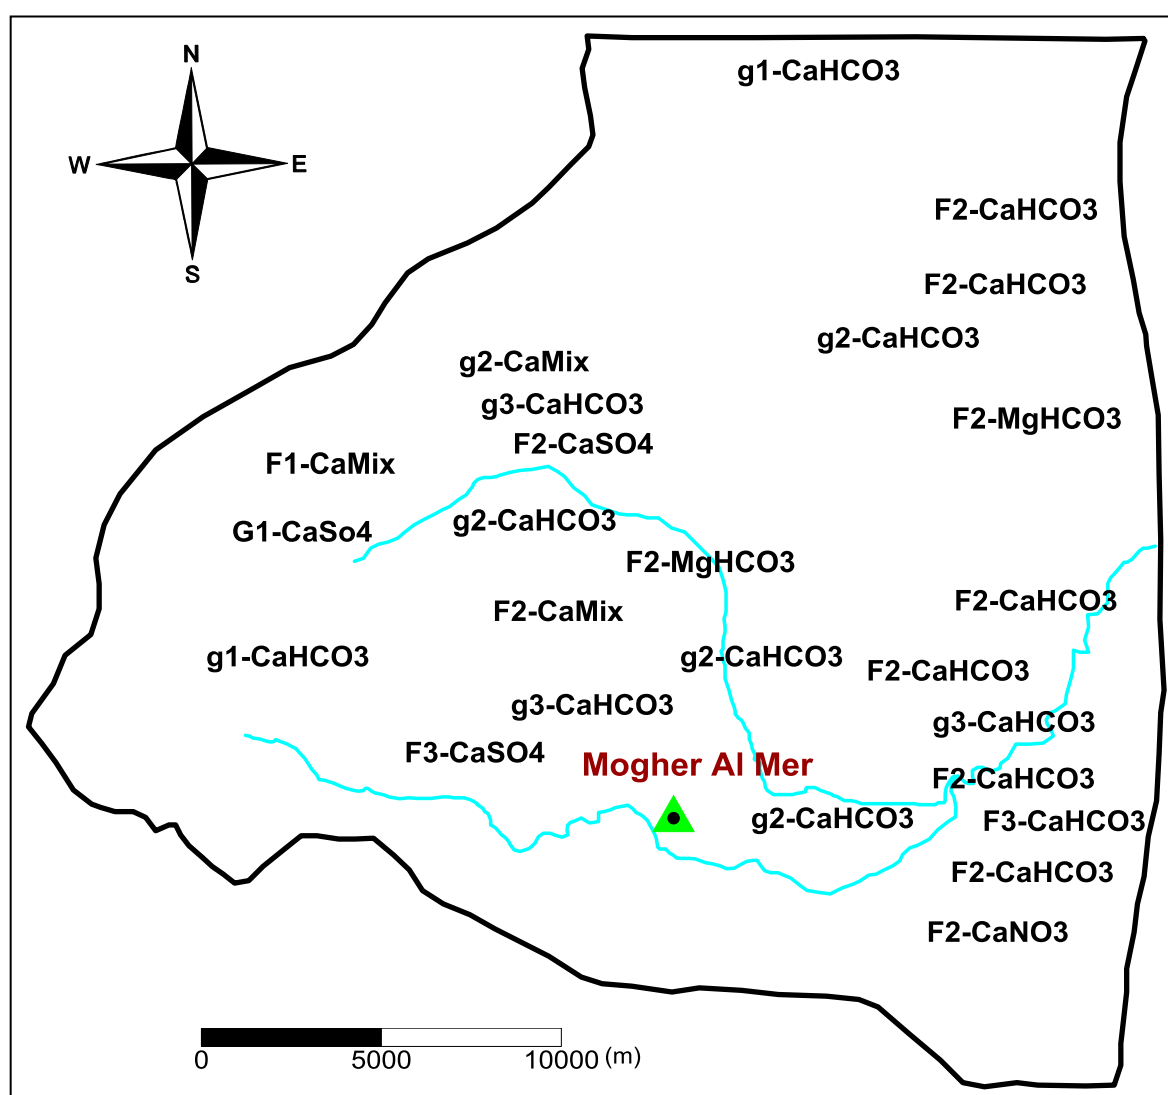 N
g1-CaHCO3
W
E
F2-CaHCO3
S
F2-CaHCO3
g2-CaHCO3
g2-CaMix
g3-CaHCO3
F2-MgHCO3
F2-CaSO4
F1-CaMix
g2-CaHCO3
G1-CaSo4
F2-MgHCO3
F2-CaHCO3
F2-CaMix
g1-CaHCO3
g2-CaHCO3
F2-CaHCO3
g3-CaHCO3
g3-CaHCO3
F3-CaSO4
Mogher Al Mer
F2-CaHCO3
g2-CaHCO3
F3-CaHCO3
F2-CaHCO3
F2-CaNO3
0 5000 10000 (m)